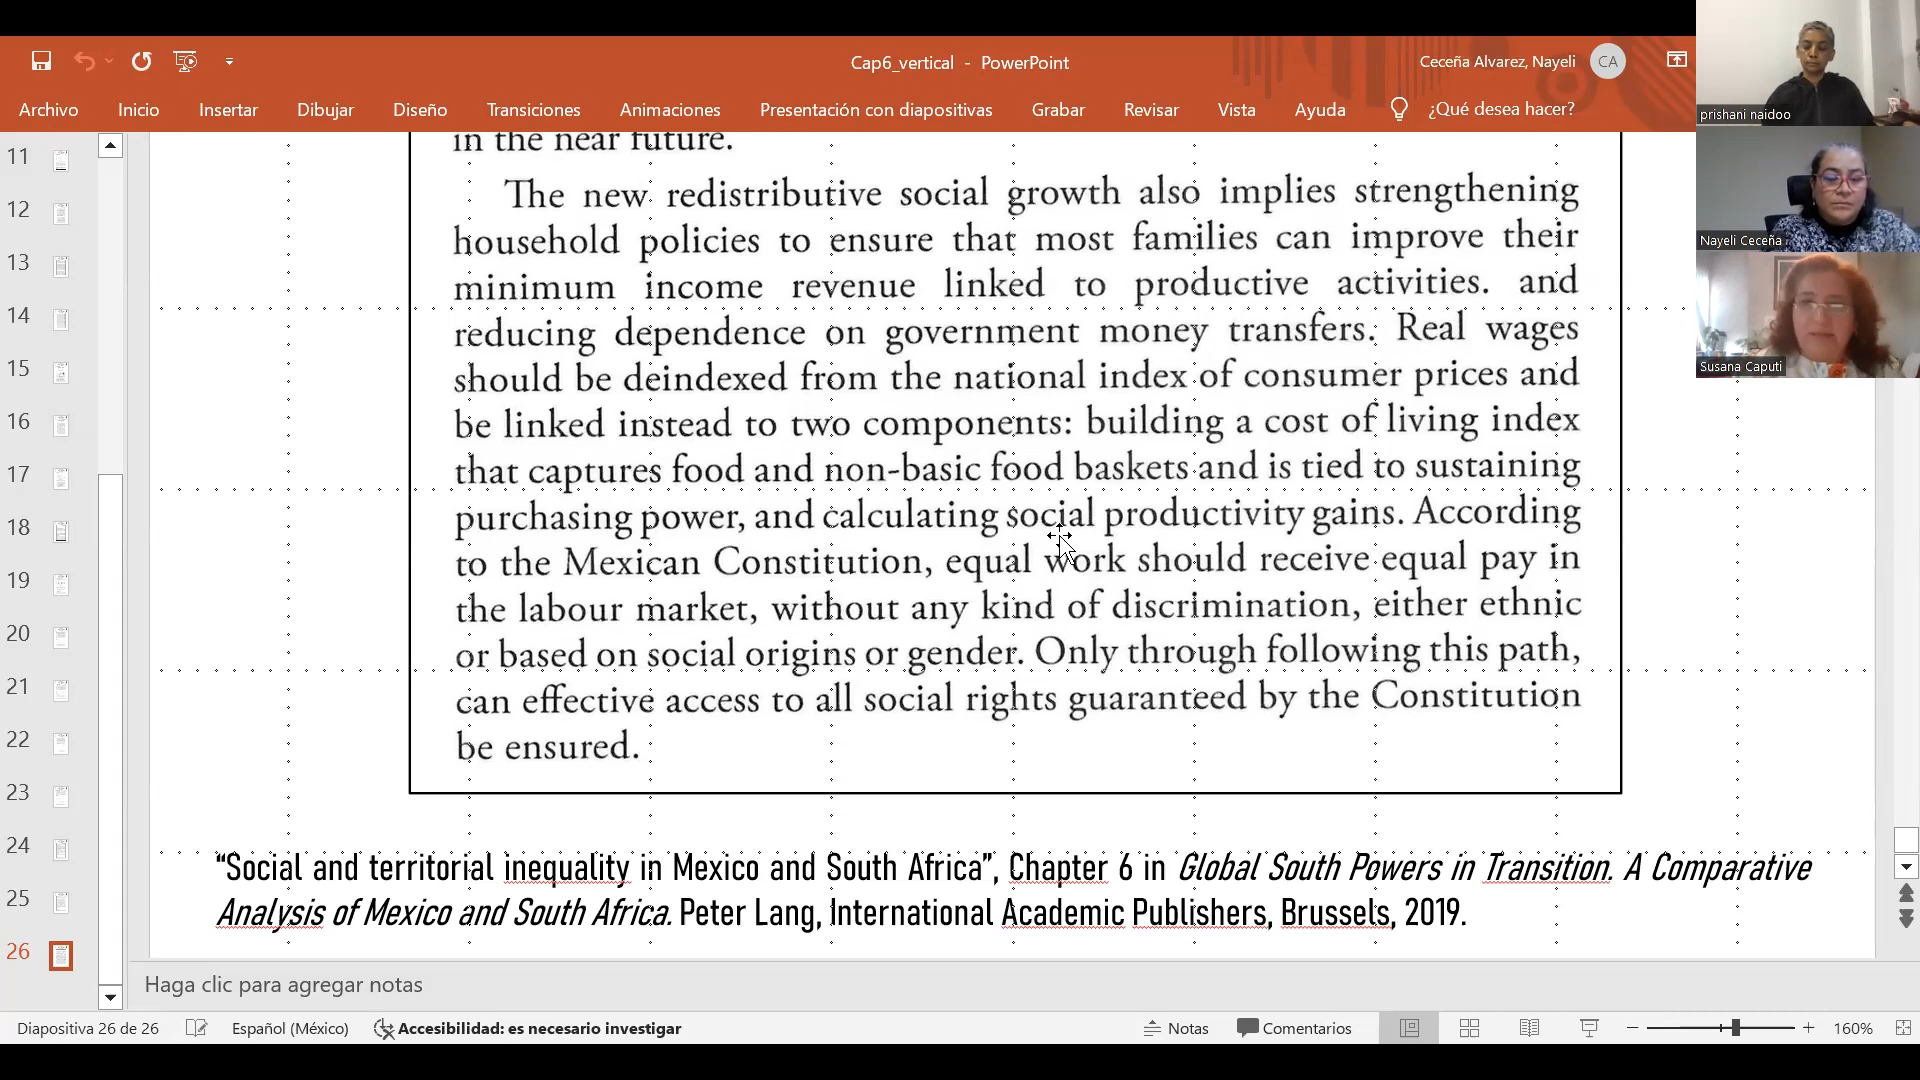 Cap6_vertical - PowerPoint
Ceceña Alvarez, Nayeli
CA
Archivo
Inicio
Insertar
Dibujar
Diseño
Transiciones
Animaciones
Presentación con diapositivas
Grabar
Revisar
Vista
Ayuda
¿Qué desea hacer?
prishani naidoo
Nayeli Ceceña
Susana Caputi
11
12
13
14
15
16
17
18
19
20
21
22
23
24
25
26
in the near future.
The new redistributive social growth also implies strengthening
household policies to ensure that most families can improve their
minimum income revenue linked to productive activities. and
reducing dependence on government money transfers. Real wages
should be deindexed from the national index of consumer prices and
be linked instead to two components: building a cost of living index
that captures food and non-basic food baskets and is tied to sustaining
purchasing power, and calculating social productivity gains. According
to the Mexican Constitution, equal work should receive equal pay in
the labour market, without any kind of discrimination, either ethnic
or based on social origins or gender. Only through following this path,
can effective access to all social rights guaranteed by the Constitution
be ensured.
“Social and territorial inequality in Mexico and South Africa”, Chapter 6 in Global South Powers in Transition. A Comparative
Analysis of Mexico and South Africa. Peter Lang, International Academic Publishers, Brussels, 2019.
Haga clic para agregar notas
Diapositiva 26 de 26
Español (México)
Accesibilidad: es necesario investigar
Notas
Comentarios
160%